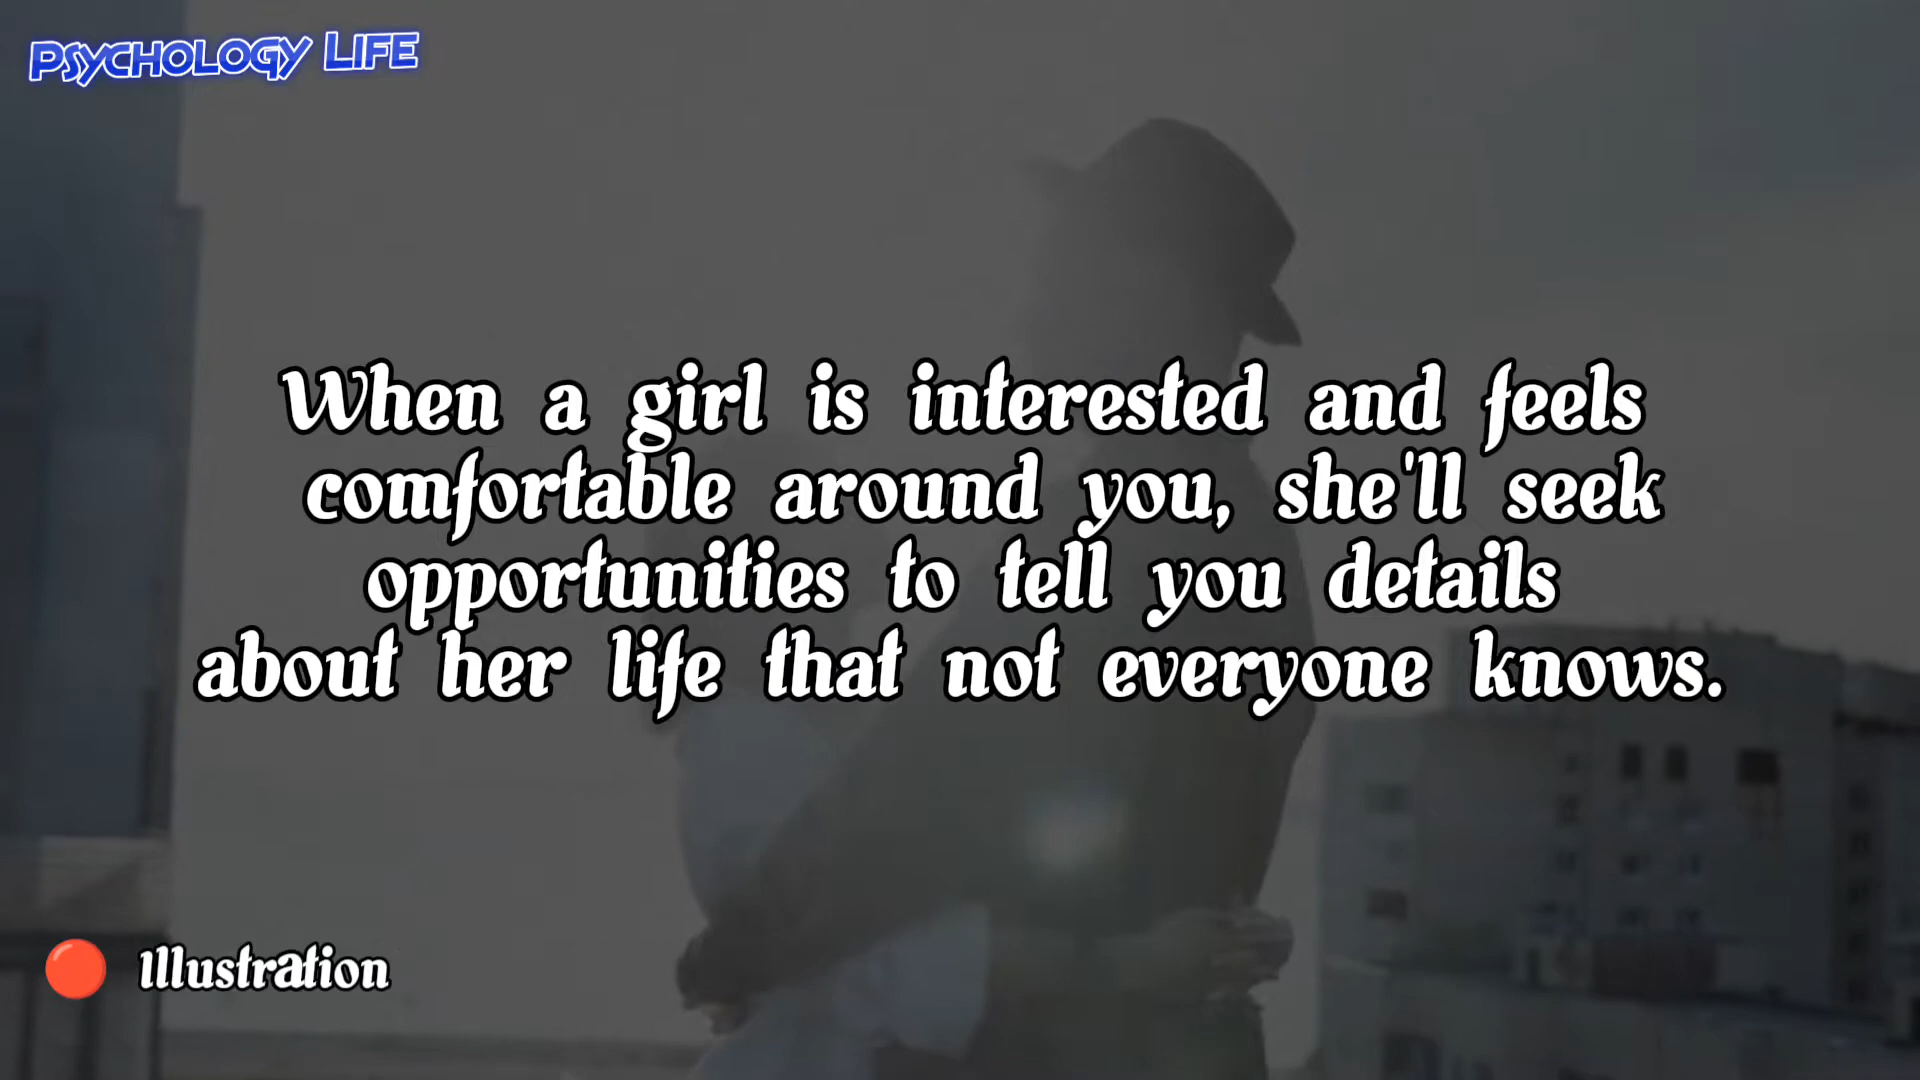 PSYCHOLOGY LIFE
When a girl is interested and feels
comfortable around you, she'll seek
opportunities to tell you details
about her life that not everyone knows.
Illustration